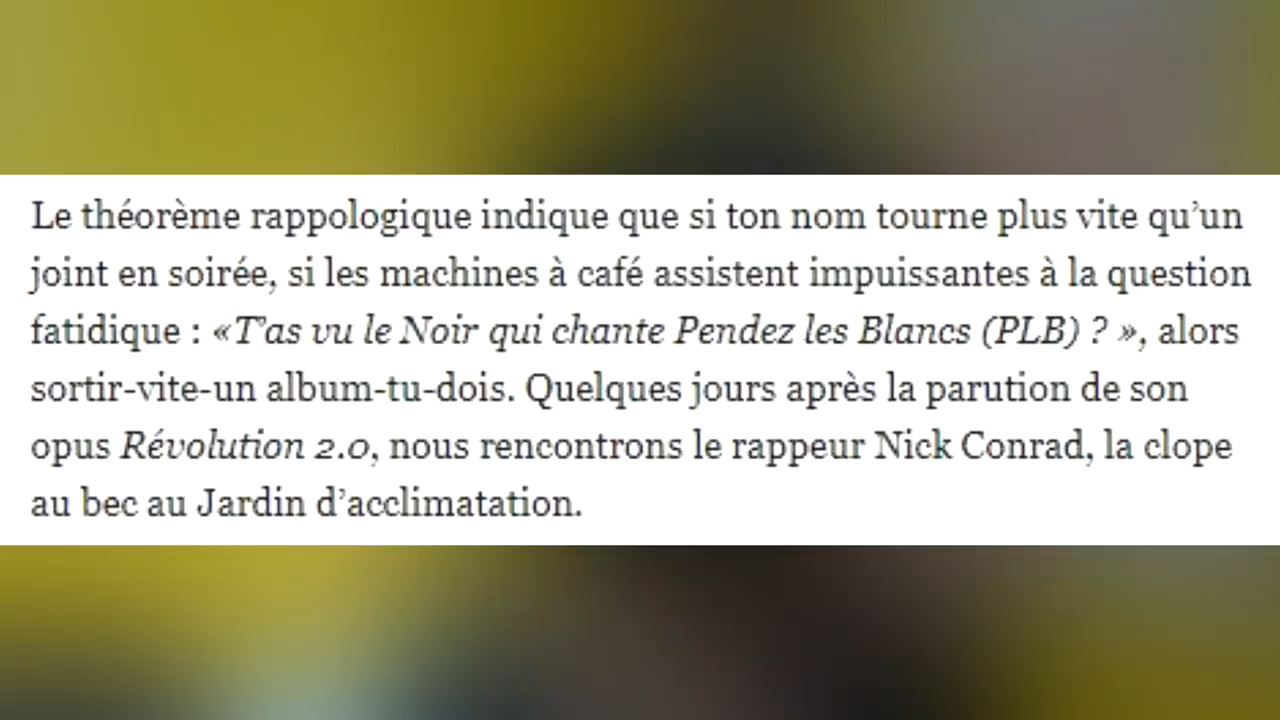 Le théorème rappologique indique que si ton nom tourne plus vite qu’un
joint en soirée, si les machines à café assistent impuissantes à la question
fatidique : «T’as vu le Noir qui chante Pendez les Blancs (PLB) ? », alors
sortir-vite-un album-tu-dois. Quelques jours après la parution de son
opus Révolution 2.0, nous rencontrons le rappeur Nick Conrad, la clope
au bec au Jardin d’acclimatation.